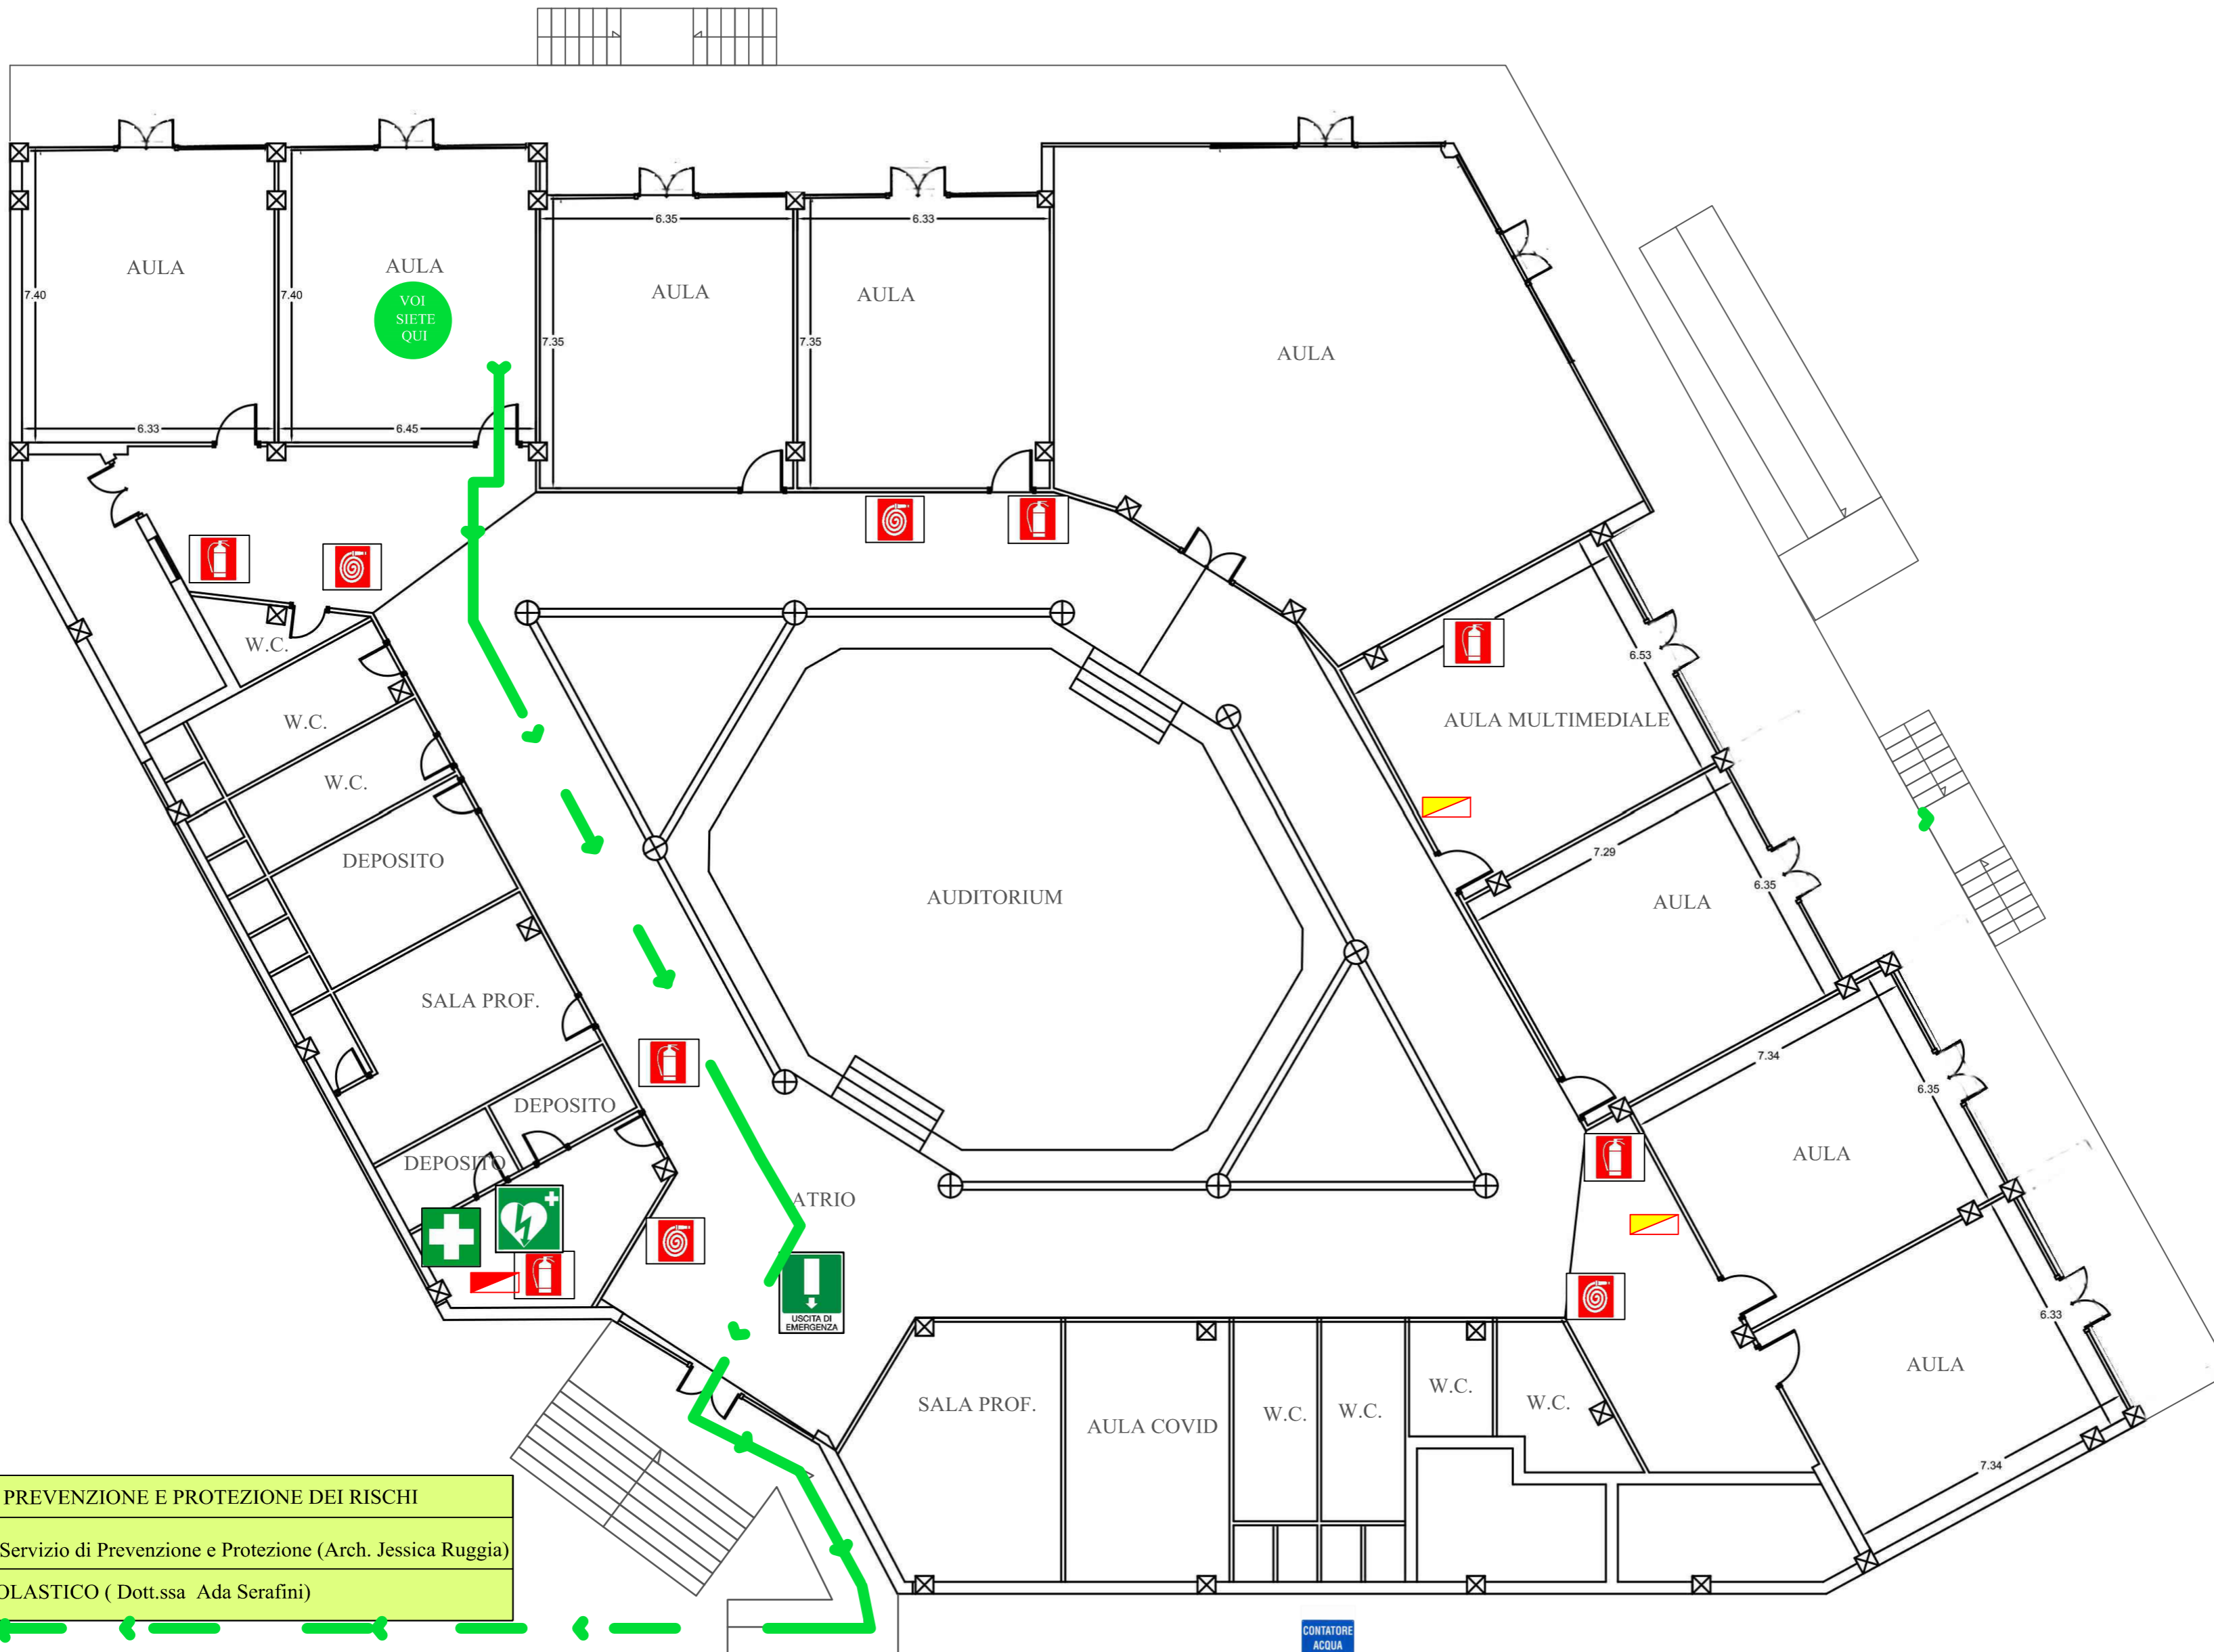 AULA
AULA
VOI
SIETE
QUI
AULA
AULA
AULA
6.35
6.33
7.40
7.40
7.35
7.35
6.33
6.45
W.C.
W.C.
W.C.
DEPOSITO
SALA PROF.
DEPOSITO
DEPOSITO
AUDITORIUM
ATRIO
USCITA DI
EMERGENZA
6.53
AULA MULTIMEDIALE
7.29
6.35
AULA
7.34
6.35
AULA
6.33
AULA
7.34
SALA PROF.
AULA COVID
W.C.
W.C.
W.C.
W.C.
PREVENZIONE E PROTEZIONE DEI RISCHI
Servizio di Prevenzione e Protezione (Arch. Jessica Ruggia)
OLASTICO ( Dott.ssa Ada Serafini)
CONTATORE
ACQUA